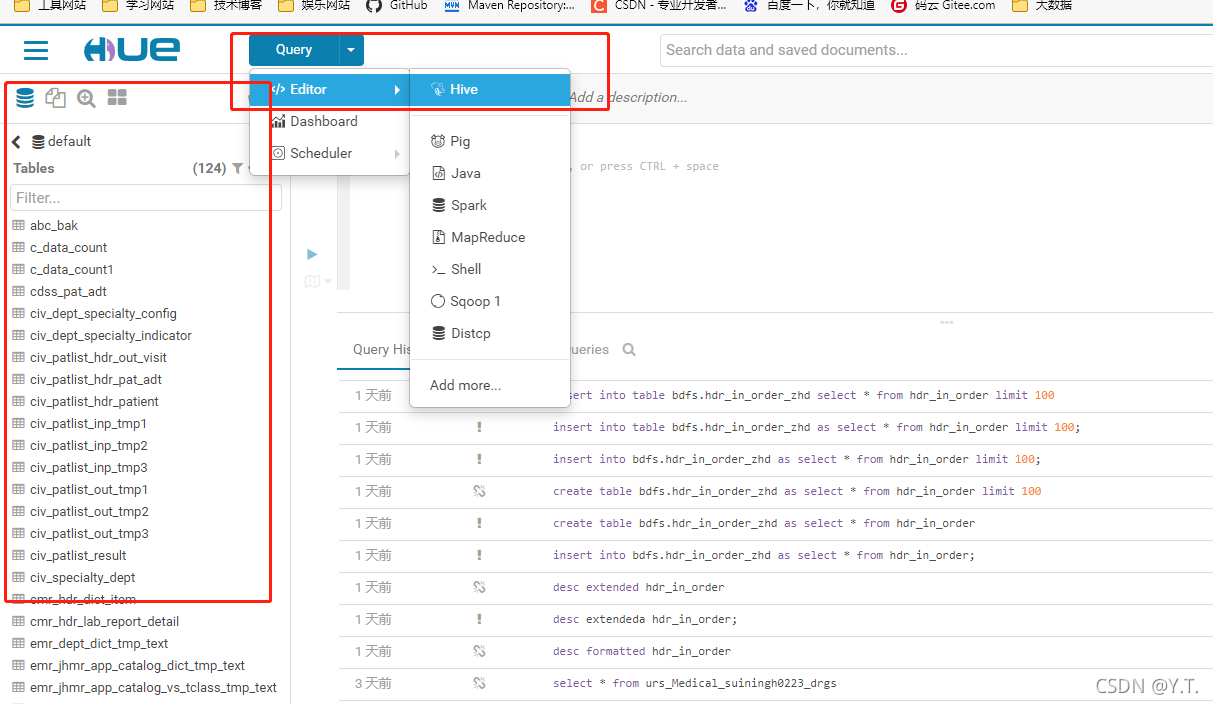 工具网站 学习网站 技术博客 娱乐网站 GitHub MVN Maven Repository:... C CSDN - 专业开发者... 百度一下，你就知道 G 码云 Gitee.com 大数据
HUE Query Search data and saved documents...
</> Editor Hive Add a description...
Dashboard
default
Scheduler
Pig
Tables (124)
, or press CTRL + space
Java
Filter...
Spark
abc_bak
MapReduce
c_data_count
Shell
c_data_count1
cdss_pat_adt
Sqoop 1
civ_dept_specialty_config
Distcp
civ_dept_specialty_indicator
Query His ueries
civ_patlist_hdr_out_visit
civ_patlist_hdr_pat_adt
Add more...
1 天前 sert into table bdfs.hdr_in_order_zhd select * from hdr_in_order limit 100
civ_patlist_hdr_patient
civ_patlist_inp_tmp1
1 天前 ! insert into table bdfs.hdr_in_order_zhd as select * from hdr_in_order limit 100;
civ_patlist_inp_tmp2
1 天前 ! insert into bdfs.hdr_in_order_zhd as select * from hdr_in_order limit 100;
civ_patlist_inp_tmp3
civ_patlist_out_tmp1
1 天前 create table bdfs.hdr_in_order_zhd as select * from hdr_in_order limit 100
civ_patlist_out_tmp2
1 天前 ! create table bdfs.hdr_in_order_zhd as select * from hdr_in_order
civ_patlist_out_tmp3
civ_patlist_result
1 天前 ! insert into bdfs.hdr_in_order_zhd as select * from hdr_in_order;
civ_specialty_dept
1 天前 desc extended hdr_in_order
cmr_hdr_dict_item
cmr_hdr_lab_report_detail
1 天前 ! desc extendeda hdr_in_order;
emr_dept_dict_tmp_text
1 天前 desc formatted hdr_in_order
emr_jhmr_app_catalog_dict_tmp_text
emr_jhmr_app_catalog_vs_tclass_tmp_text
3 天前 select * from urs_Medical_suiningh0223_drgs
CSDN @Y.T.